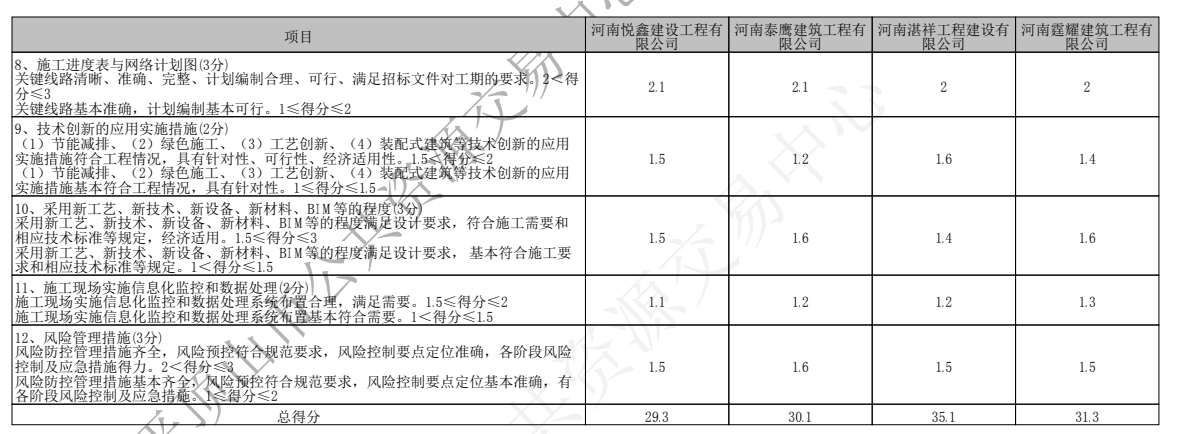 项目
河南悦鑫建设工程有
限公司
河南泰鹰建筑工程有
限公司
河南湛祥工程建设有
限公司
河南霆耀建筑工程有
限公司
8、施工进度表与网络计划图(3分)
关键线路清晰、准确、完整、计划编制合理、可行、满足招标文件对工期的要求。2<得
分≤3
关键线路基本准确，计划编制基本可行。1≤得分≤2
2.1
2.1
2
2
9、技术创新的应用实施措施(2分)
（1）节能减排、（2）绿色施工、（3）工艺创新、（4）装配式建筑等技术创新的应用
实施措施符合工程情况，具有针对性、可行性、经济适用性。1.5≤得分≤2
（1）节能减排、（2）绿色施工、（3）工艺创新、（4）装配式建筑等技术创新的应用
实施措施基本符合工程情况，具有针对性。1≤得分≤1.5
1.5
1.2
1.6
1.4
10、采用新工艺、新技术、新设备、新材料、BIM等的程度(3分)
采用新工艺、新技术、新设备、新材料、BIM等的程度满足设计要求，符合施工需要和
相应技术标准等规定，经济适用。1.5≤得分≤3
采用新工艺、新技术、新设备、新材料、BIM等的程度满足设计要求， 基本符合施工要
求和相应技术标准等规定。1<得分≤1.5
1.5
1.6
1.4
1.6
11、施工现场实施信息化监控和数据处理(2分)
施工现场实施信息化监控和数据处理系统布置合理，满足需要。1.5≤得分≤2
施工现场实施信息化监控和数据处理系统布置基本符合需要。1<得分≤1.5
1.1
1.2
1.2
1.3
12、风险管理措施(3分)
风险防控管理措施齐全，风险预控符合规范要求，风险控制要点定位准确，各阶段风险
控制及应急措施得力。2<得分≤3
风险防控管理措施基本齐全，风险预控符合规范要求，风险控制要点定位基本准确，有
各阶段风险控制及应急措施。1≤得分≤2
1.5
1.6
1.5
1.5
总得分
29.3
30.1
35.1
31.3
平顶山市公共资源交易中心
共资源交易中心